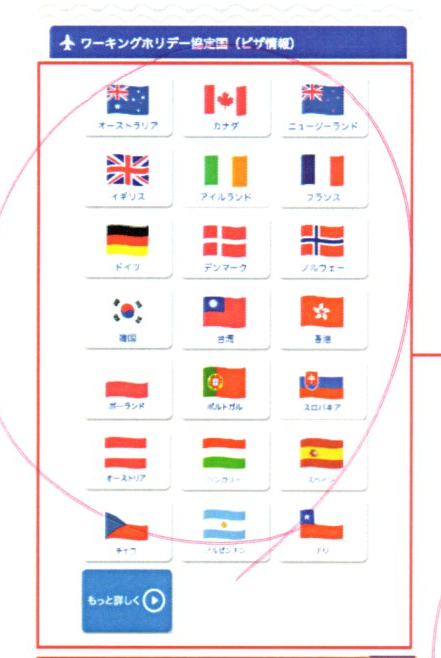 ワーキングホリデー協定国（ビザ情報）
オーストラリア カナダ ニュージーランド
イギリス アイルランド フランス
ドイツ デンマーク ノルウェー
韓国 台湾 香港
ポーランド ポルトガル スロバキア
オーストリア ハンガリー スペイン
チェコ アルゼンチン チリ
もっと詳しく